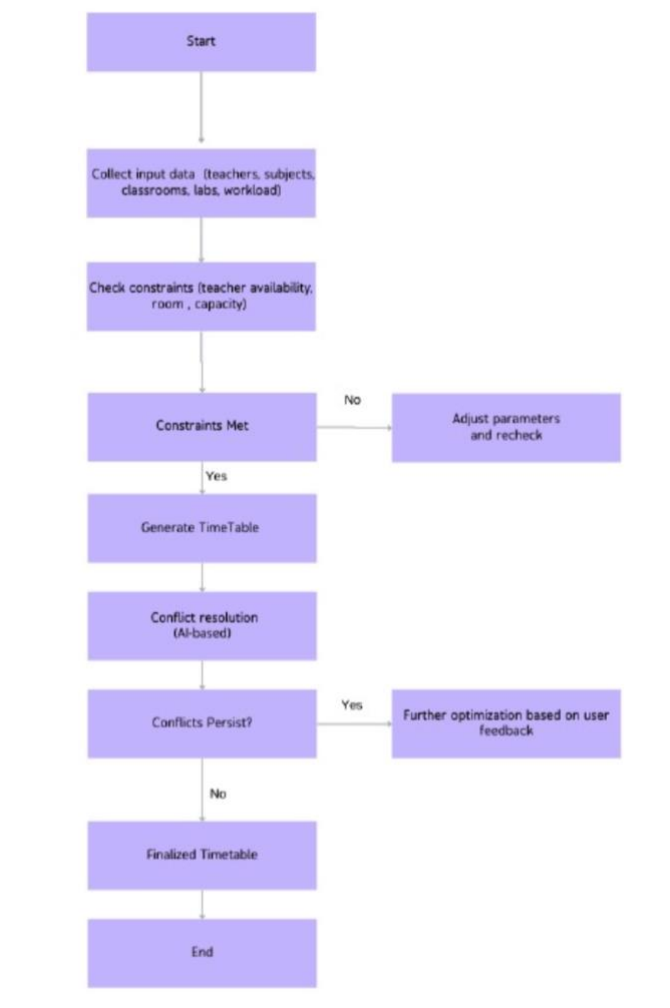 Start
Collect input data  (teachers, subjects,
classrooms, labs, workload)
Check constraints (teacher availability,
room , capacity)
Constraints Met
No
Adjust parameters
and recheck
Yes
Generate TimeTable
Conflict resolution
(AI-based)
Conflicts Persist?
Yes
Further optimization based on user
feedback
No
Finalized Timetable
End